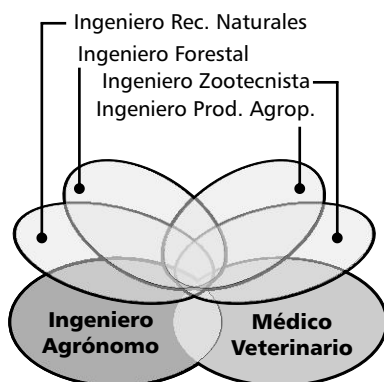 Ingeniero Rec. Naturales
Ingeniero Forestal
Ingeniero Zootecnista
Ingeniero Prod. Agrop.
Ingeniero
Agrónomo
Médico
Veterinario